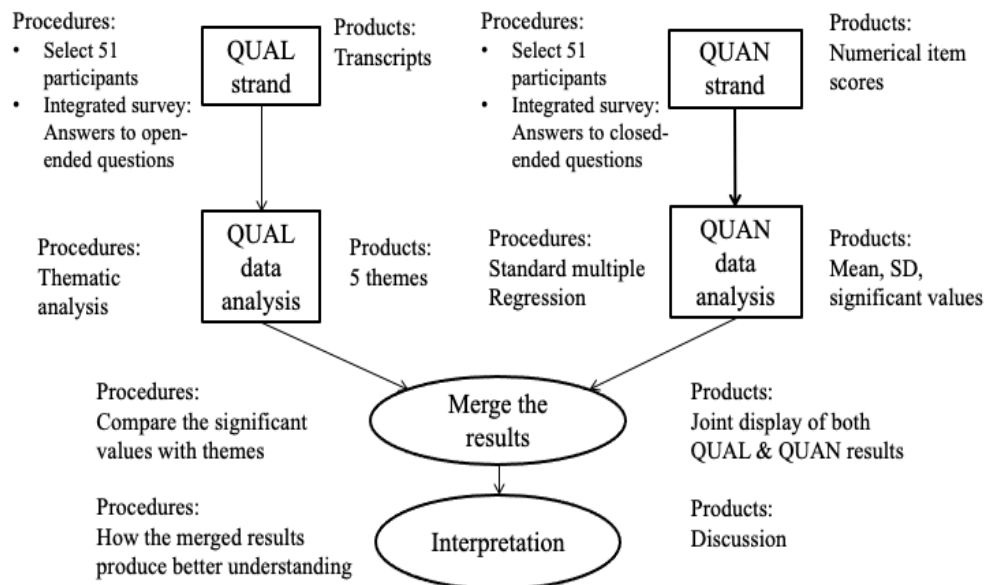 Procedures:
• Select 51
participants
• Integrated survey:
Answers to open-
ended questions
QUAL
strand
Products:
Transcripts
Procedures:
• Select 51
participants
• Integrated survey:
Answers to closed-
ended questions
QUAN
strand
Products:
Numerical item
scores
Procedures:
Thematic
analysis
QUAL
data
analysis
Products:
5 themes
Procedures:
Standard multiple
Regression
QUAN
data
analysis
Products:
Mean, SD,
significant values
Procedures:
Compare the significant
values with themes
Merge the
results
Products:
Joint display of both
QUAL & QUAN results
Procedures:
How the merged results
produce better understanding
Interpretation
Products:
Discussion